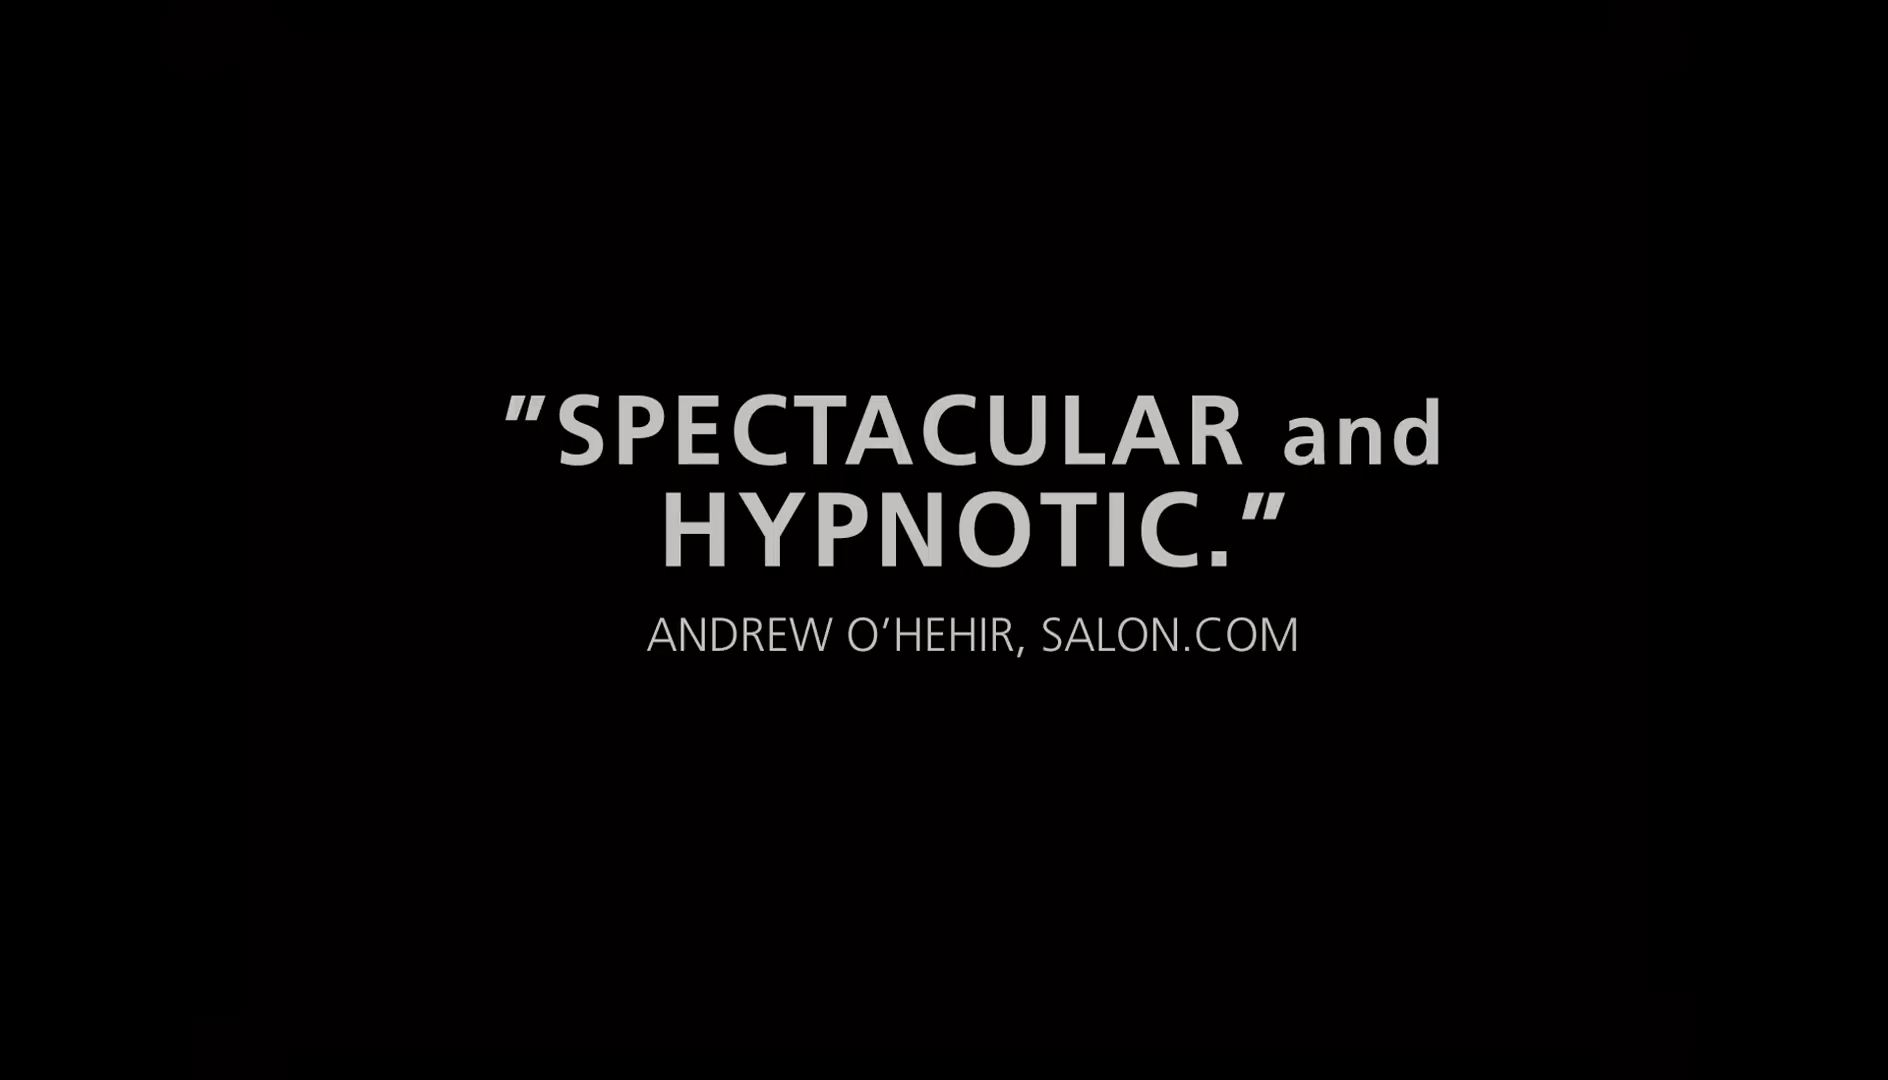 "SPECTACULAR and
HYPNOTIC."
ANDREW O'HEHIR, SALON.COM